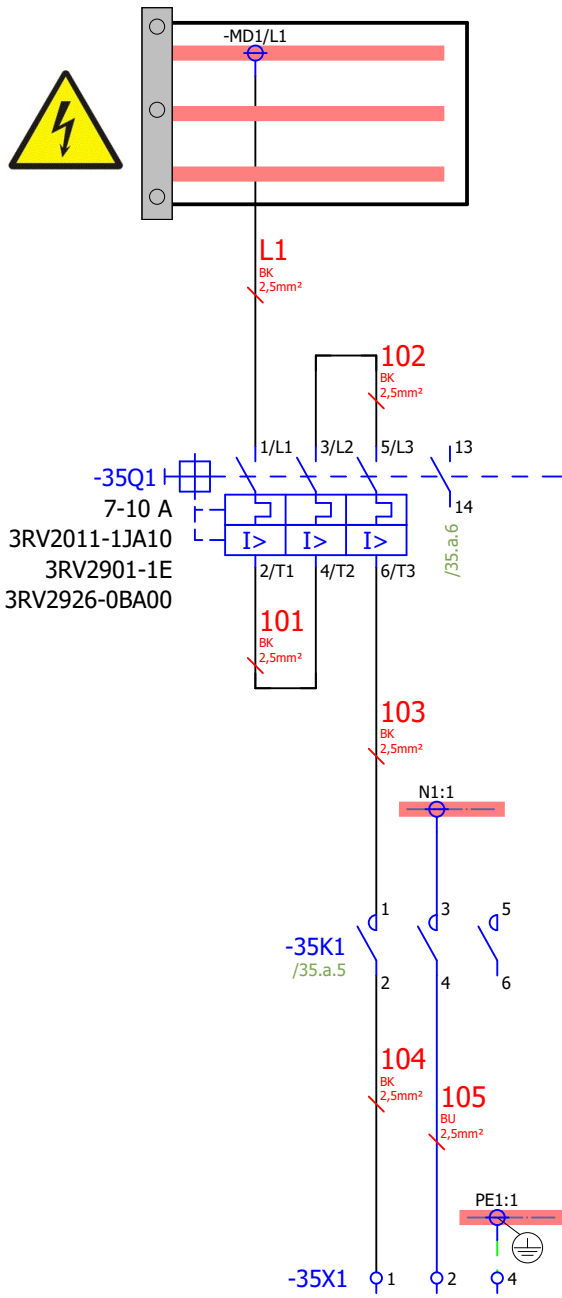 -MD1/L1
L1
BK
2,5mm²
102
BK
2,5mm²
1/L1
3/L2
5/L3
13
-35Q1
14
7-10 A
3RV2011-1JA10
I> I> I>
3RV2901-1E
2/T1
4/T2
6/T3
/35.a.6
3RV2926-0BA00
101
BK
2,5mm²
103
BK
2,5mm²
N1:1
1
3
5
-35K1
/35.a.5
2
4
6
104
BK
2,5mm²
105
BU
2,5mm²
PE1:1
-35X1
1
2
4